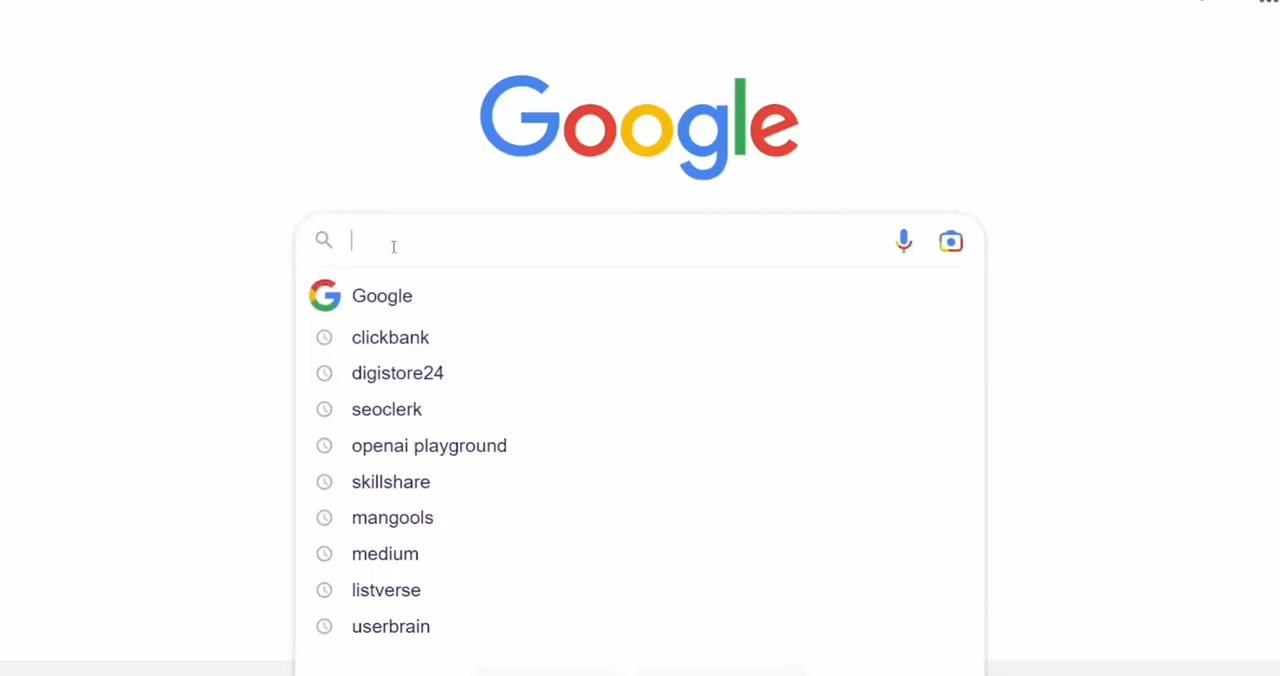 Google
Google
clickbank
digistore24
seoclerk
openai playground
skillshare
mangools
medium
listverse
userbrain